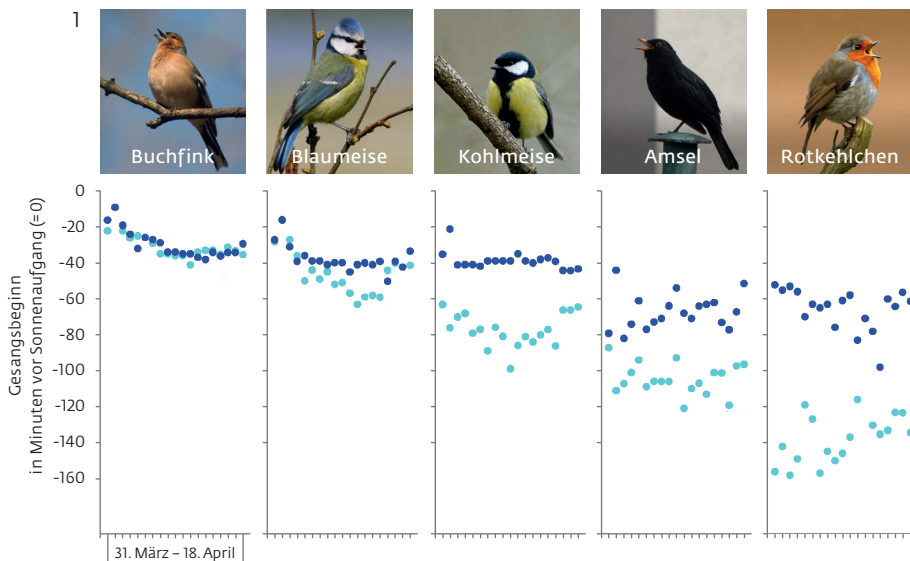 1
Buchfink
Blaumeise
Kohlmeise
Amsel
Rotkehlchen
Gesangsbeginn
in Minuten vor Sonnenaufgang (= 0)
0
-20
-40
-60
-80
-100
-120
-140
-160
31. März – 18. April